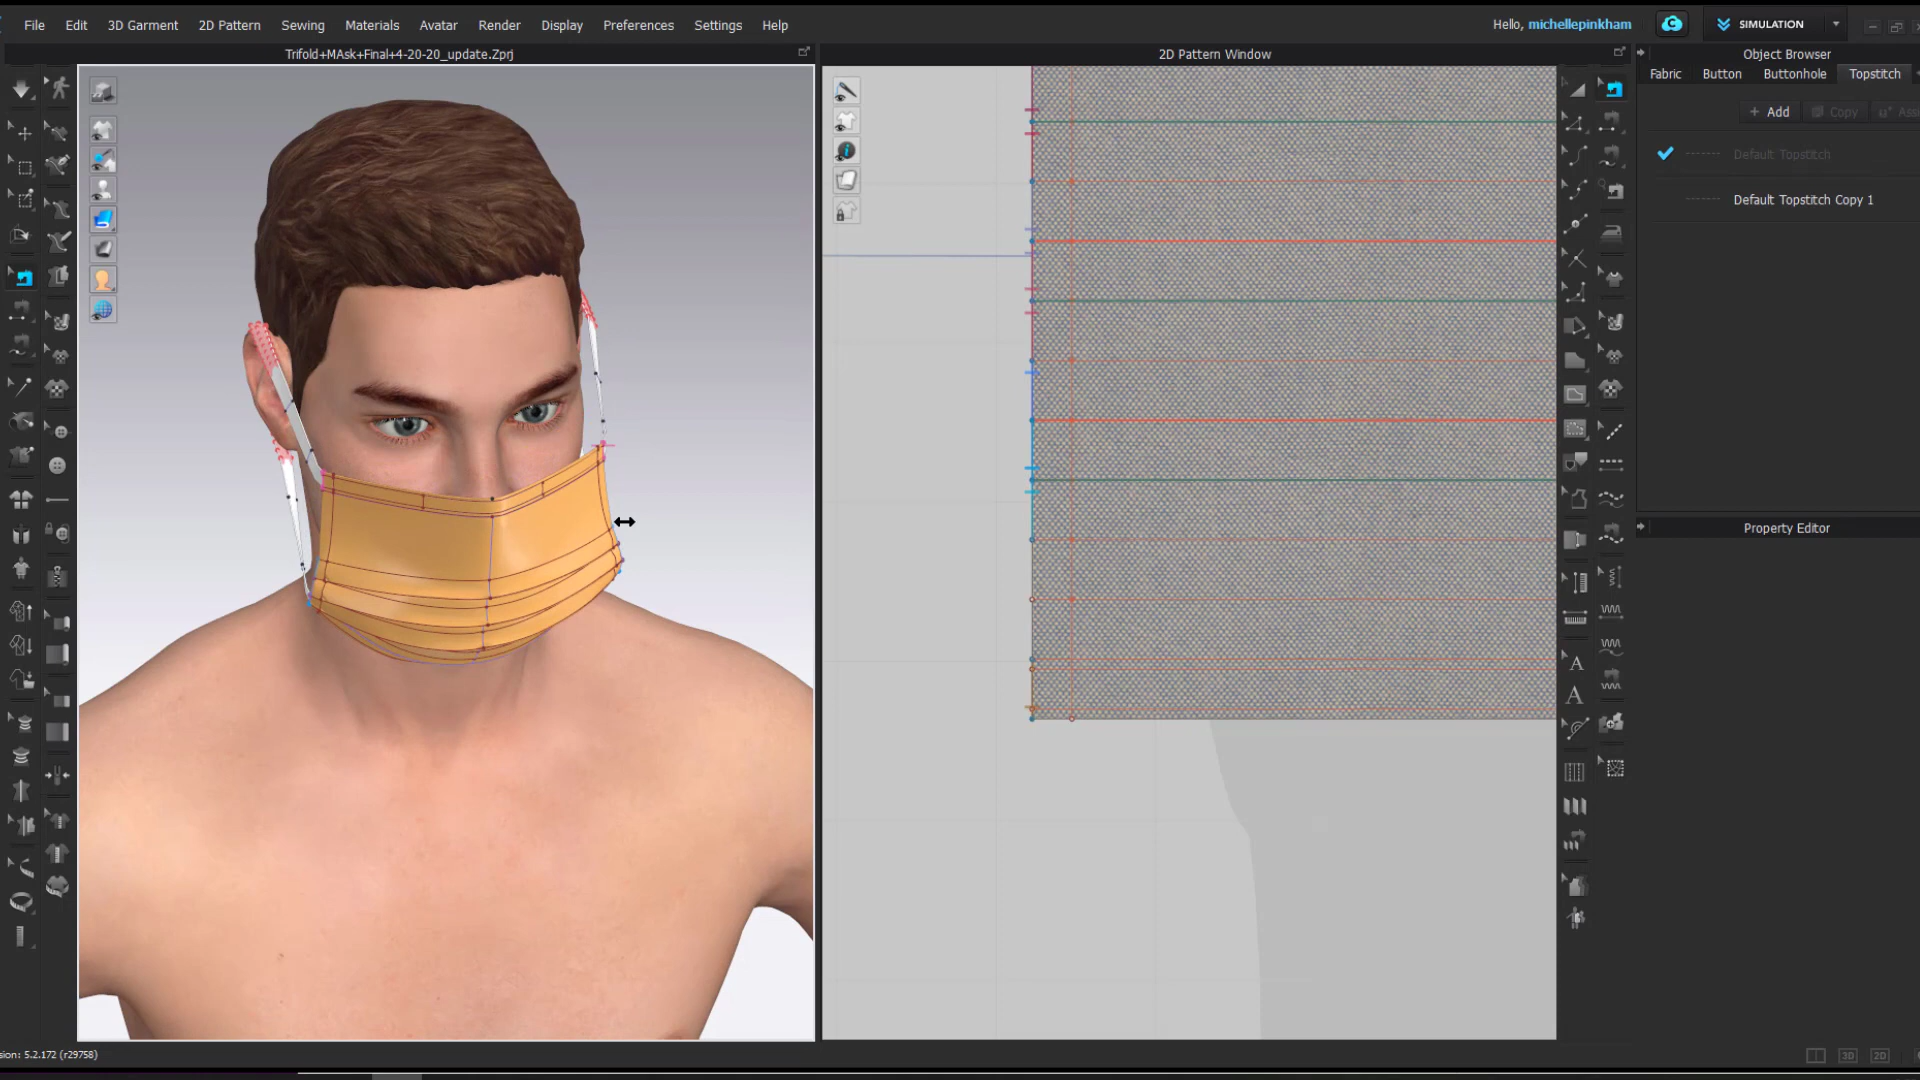 File Edit 3D Garment 2D Pattern Sewing Materials Avatar Render Display Preferences Settings Help
Hello, michellepinkham SIMULATION
Trifold+MAsk+Final+4-20-20_update.Zprj
2D Pattern Window
Object Browser
Fabric Button Buttonhole Topstitch
+ Add Copy
Default Topstitch
Default Topstitch Copy 1
Property Editor
A
A
sion: 5.2.172 (r29758)
3D 2D